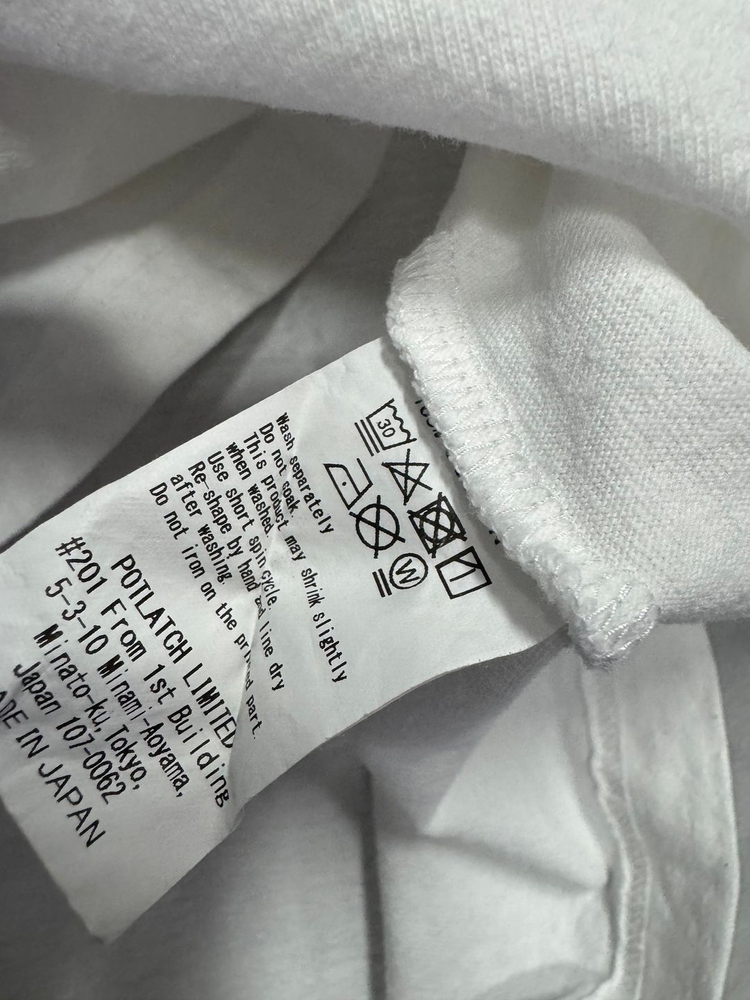 30
W
Wash separately
Do not soak.
This product may shrink slightly
when washed.
Use short spin cycle.
Re-shape by hand and line dry
after washing
Do not iron on the printed part.
POTLATCH LIMITED
#201 From 1st Building
5-3-10 Minami-Aoyama,
Minato-ku, Tokyo,
Japan 107-0062
MADE IN JAPAN